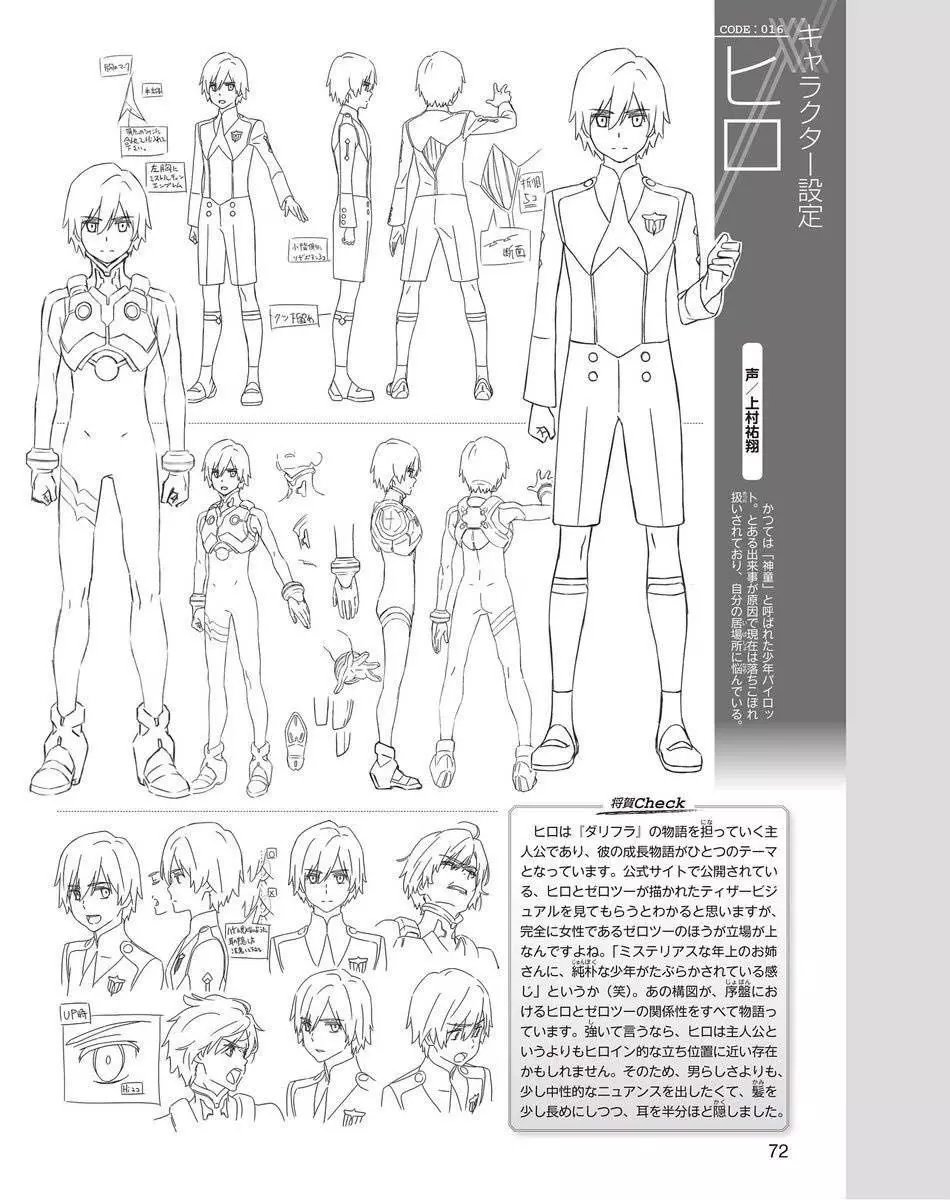 CODE：016
キャラクター設定
ヒロ
声／上村祐翔
かつては「神童」と呼ばれた少年パイロッ
ト。とある出来事が原因で現在は落ちこぼれ
扱いされており、自分の居場所に悩んでいる。
胸のマーク
左胸に
ミストルティン
エンブレム
断面
UP時
Hiヌコ
将賀Check
ヒロは『ダリフラ』の物語を担っていく主
人公であり、彼の成長物語がひとつのテーマ
となっています。公式サイトで公開されてい
る、ヒロとゼロツーが描かれたティザービジ
ュアルを見てもらうとわかると思いますが、
完全に女性であるゼロツーのほうが立場が上
なんですよね。「ミステリアスな年上のお姉
さんに、純朴な少年がたぶらかされている感
じ」というか（笑）。あの構図が、序盤にお
けるヒロとゼロツーの関係性をすべて物語っ
ています。強いて言うなら、ヒロは主人公と
いうよりもヒロイン的な立ち位置に近い存在
かもしれません。そのため、男らしさよりも、
少し中性的なニュアンスを出したくて、髪を
少し長めにしつつ、耳を半分ほど隠しました。
72